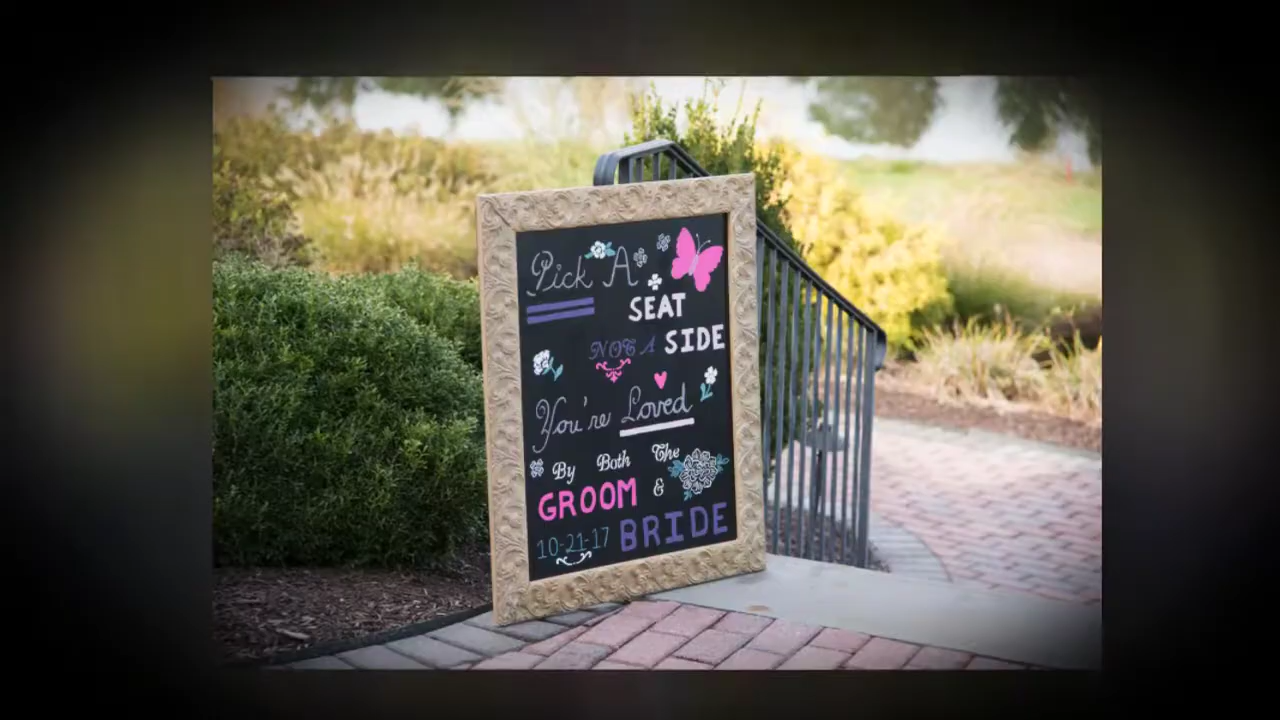 Pick A
SEAT
NOT A SIDE
You're Loved
By Both The
GROOM &
10-21-17 BRIDE